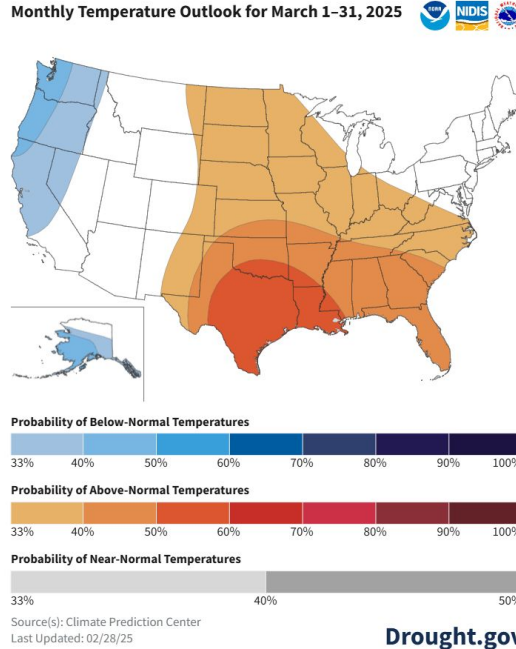 Monthly Temperature Outlook for March 1–31, 2025
NOAA NIDIS
Probability of Below-Normal Temperatures
33% 40% 50% 60% 70% 80% 90% 100%
Probability of Above-Normal Temperatures
33% 40% 50% 60% 70% 80% 90% 100%
Probability of Near-Normal Temperatures
33% 40% 50%
Source(s): Climate Prediction Center
Last Updated: 02/28/25
Drought.gov